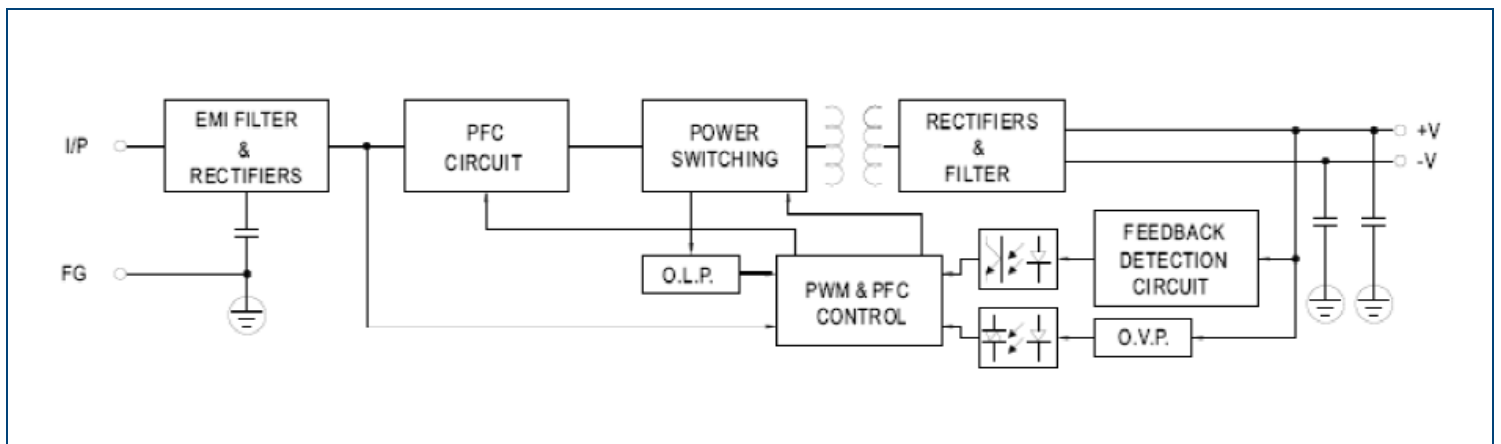 I/P
EMI FILTER
&
RECTIFIERS
PFC
CIRCUIT
POWER
SWITCHING
RECTIFIERS
&
FILTER
+V
-V
FG
O.L.P.
PWM & PFC
CONTROL
FEEDBACK
DETECTION
CIRCUIT
O.V.P.